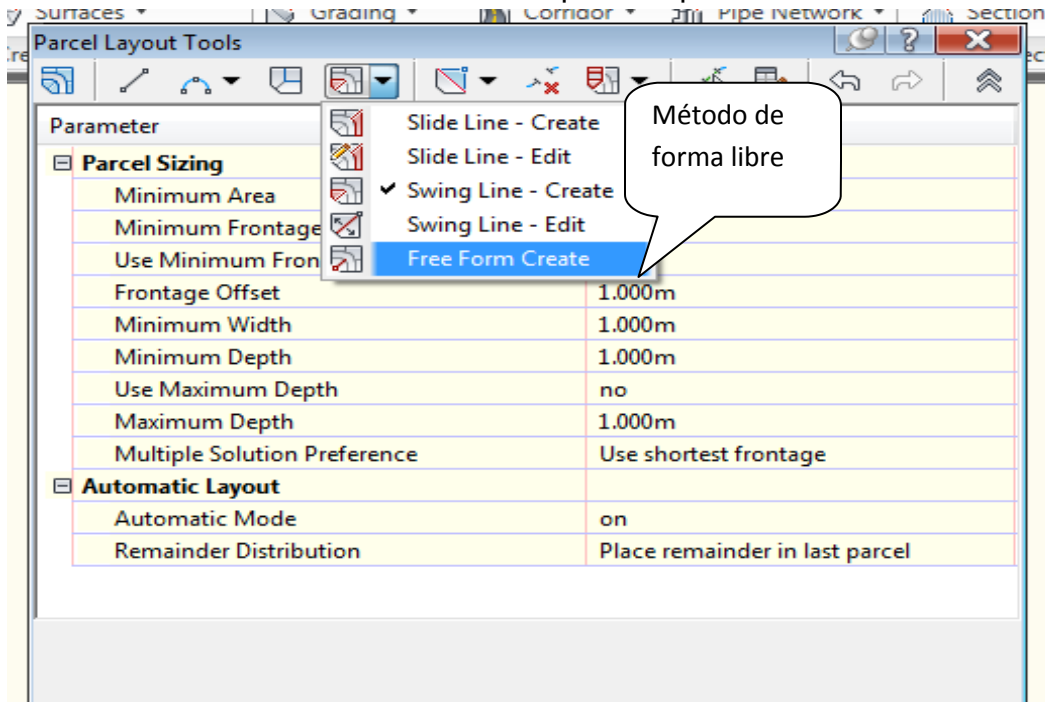 Surfaces Grading Corridor Pipe Network Section
Parcel Layout Tools
Parameter
Slide Line - Create
Slide Line - Edit
Swing Line - Create
Swing Line - Edit
Free Form Create
Método de
forma libre
Parcel Sizing
Minimum Area
Minimum Frontage
Use Minimum Fron
Frontage Offset 1.000m
Minimum Width 1.000m
Minimum Depth 1.000m
Use Maximum Depth no
Maximum Depth 1.000m
Multiple Solution Preference Use shortest frontage
Automatic Layout
Automatic Mode on
Remainder Distribution Place remainder in last parcel